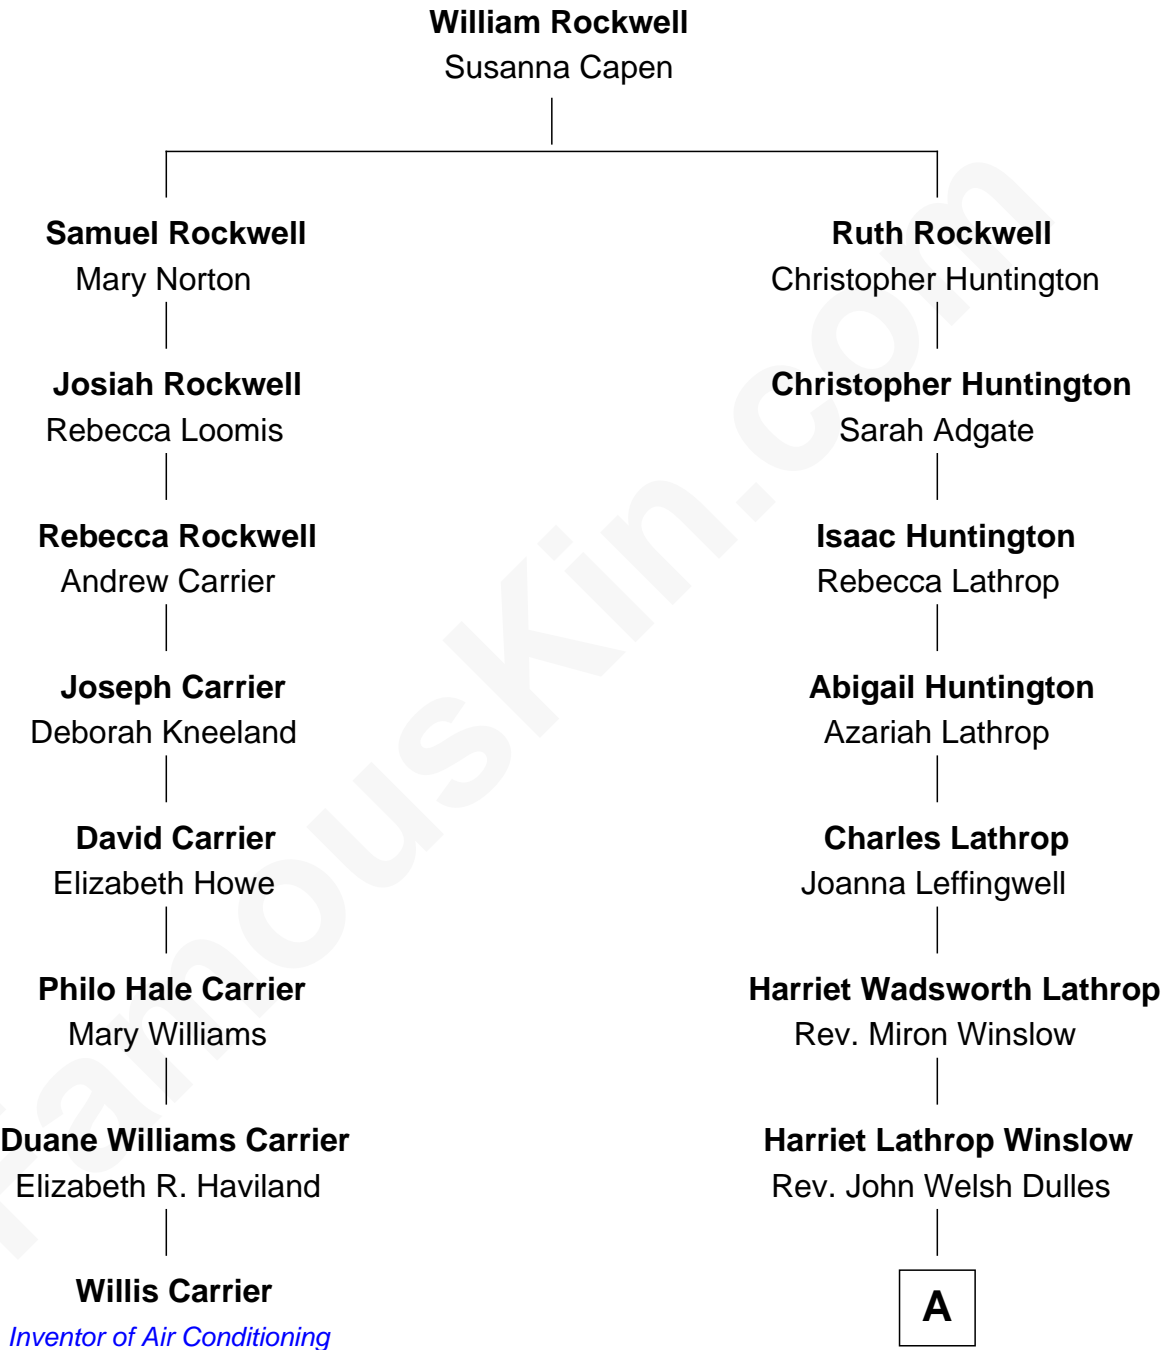 William Rockwell
Susanna Capen
Samuel Rockwell
Mary Norton
Ruth Rockwell
Christopher Huntington
Josiah Rockwell
Rebecca Loomis
Christopher Huntington
Sarah Adgate
Rebecca Rockwell
Andrew Carrier
Isaac Huntington
Rebecca Lathrop
Joseph Carrier
Deborah Kneeland
Abigail Huntington
Azariah Lathrop
David Carrier
Elizabeth Howe
Charles Lathrop
Joanna Leffingwell
Philo Hale Carrier
Mary Williams
Harriet Wadsworth Lathrop
Rev. Miron Winslow
Duane Williams Carrier
Elizabeth R. Haviland
Harriet Lathrop Winslow
Rev. John Welsh Dulles
Willis Carrier
Inventor of Air Conditioning
A
FamousKin.com